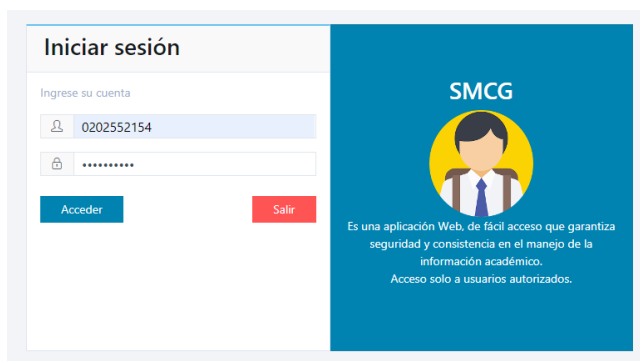 Iniciar sesión
Ingrese su cuenta
0202552154
••••••••••
Acceder
Salir
SMCG
Es una aplicación Web, de fácil acceso que garantiza
seguridad y consistencia en el manejo de la
información académico.
Acceso solo a usuarios autorizados.